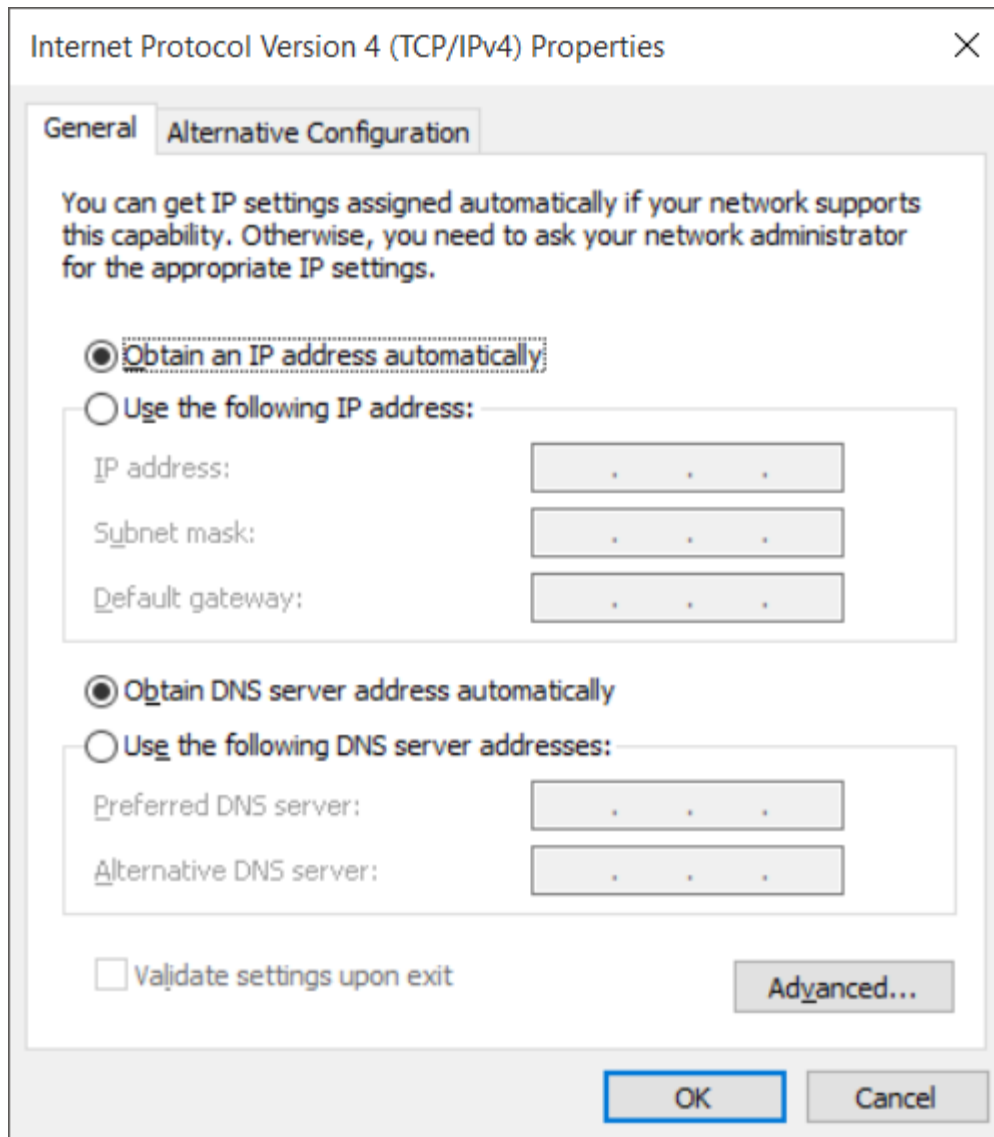 Internet Protocol Version 4 (TCP/IPv4) Properties
General
Alternative Configuration
You can get IP settings assigned automatically if your network supports
this capability. Otherwise, you need to ask your network administrator
for the appropriate IP settings.
Obtain an IP address automatically
Use the following IP address:
IP address:
Subnet mask:
Default gateway:
Obtain DNS server address automatically
Use the following DNS server addresses:
Preferred DNS server:
Alternative DNS server:
Validate settings upon exit
Advanced...
OK
Cancel